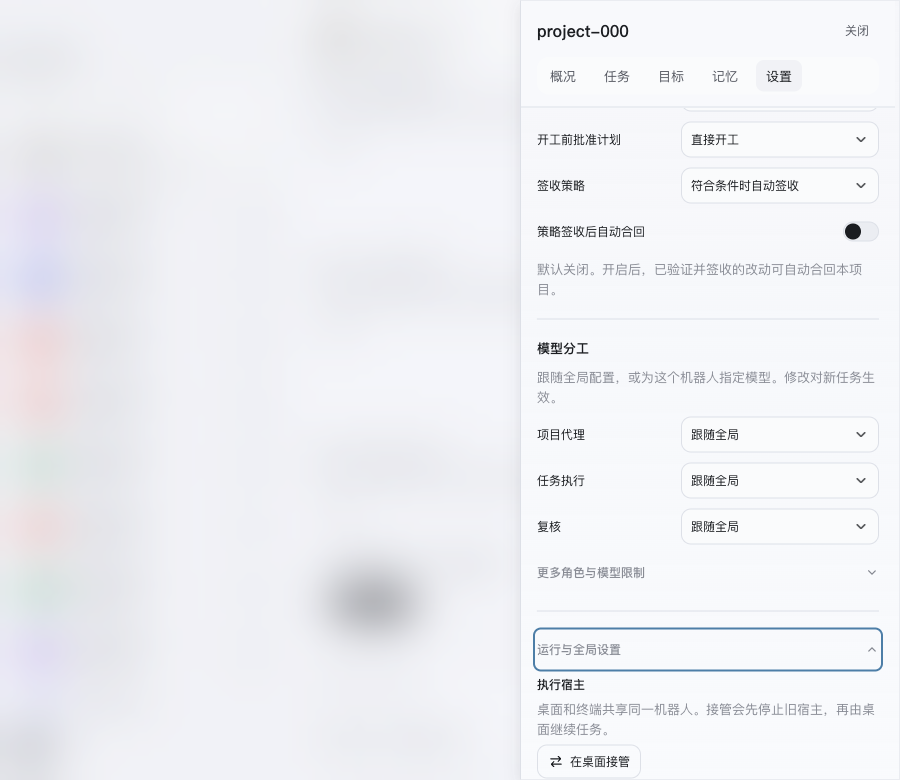 project-000
关闭
概况 任务 目标 记忆 设置
开工前批准计划 直接开工
签收策略 符合条件时自动签收
策略签收后自动合回
默认关闭。开启后，已验证并签收的改动可自动合回本项
目。
模型分工
跟随全局配置，或为这个机器人指定模型。修改对新任务生
效。
项目代理 跟随全局
任务执行 跟随全局
复核 跟随全局
更多角色与模型限制
运行与全局设置
执行宿主
桌面和终端共享同一机器人。接管会先停止旧宿主，再由桌
面继续任务。
在桌面接管